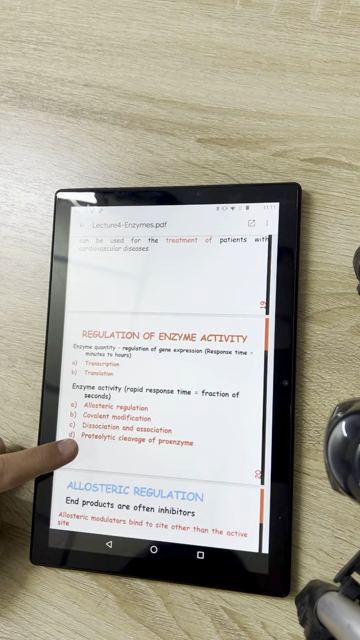 11:11
Lecture4-Enzymes.pdf
can be used for the treatment of patients with
cardiovascular diseases
19
REGULATION OF ENZYME ACTIVITY
Enzyme quantity – regulation of gene expression (Response time =
minutes to hours)
a) Transcription
b) Translation
Enzyme activity (rapid response time = fraction of
seconds)
a) Allosteric regulation
b) Covalent modification
c) Dissociation and association
d) Proteolytic cleavage of proenzyme
20
ALLOSTERIC REGULATION
End products are often inhibitors
Allosteric modulators bind to site other than the active
site